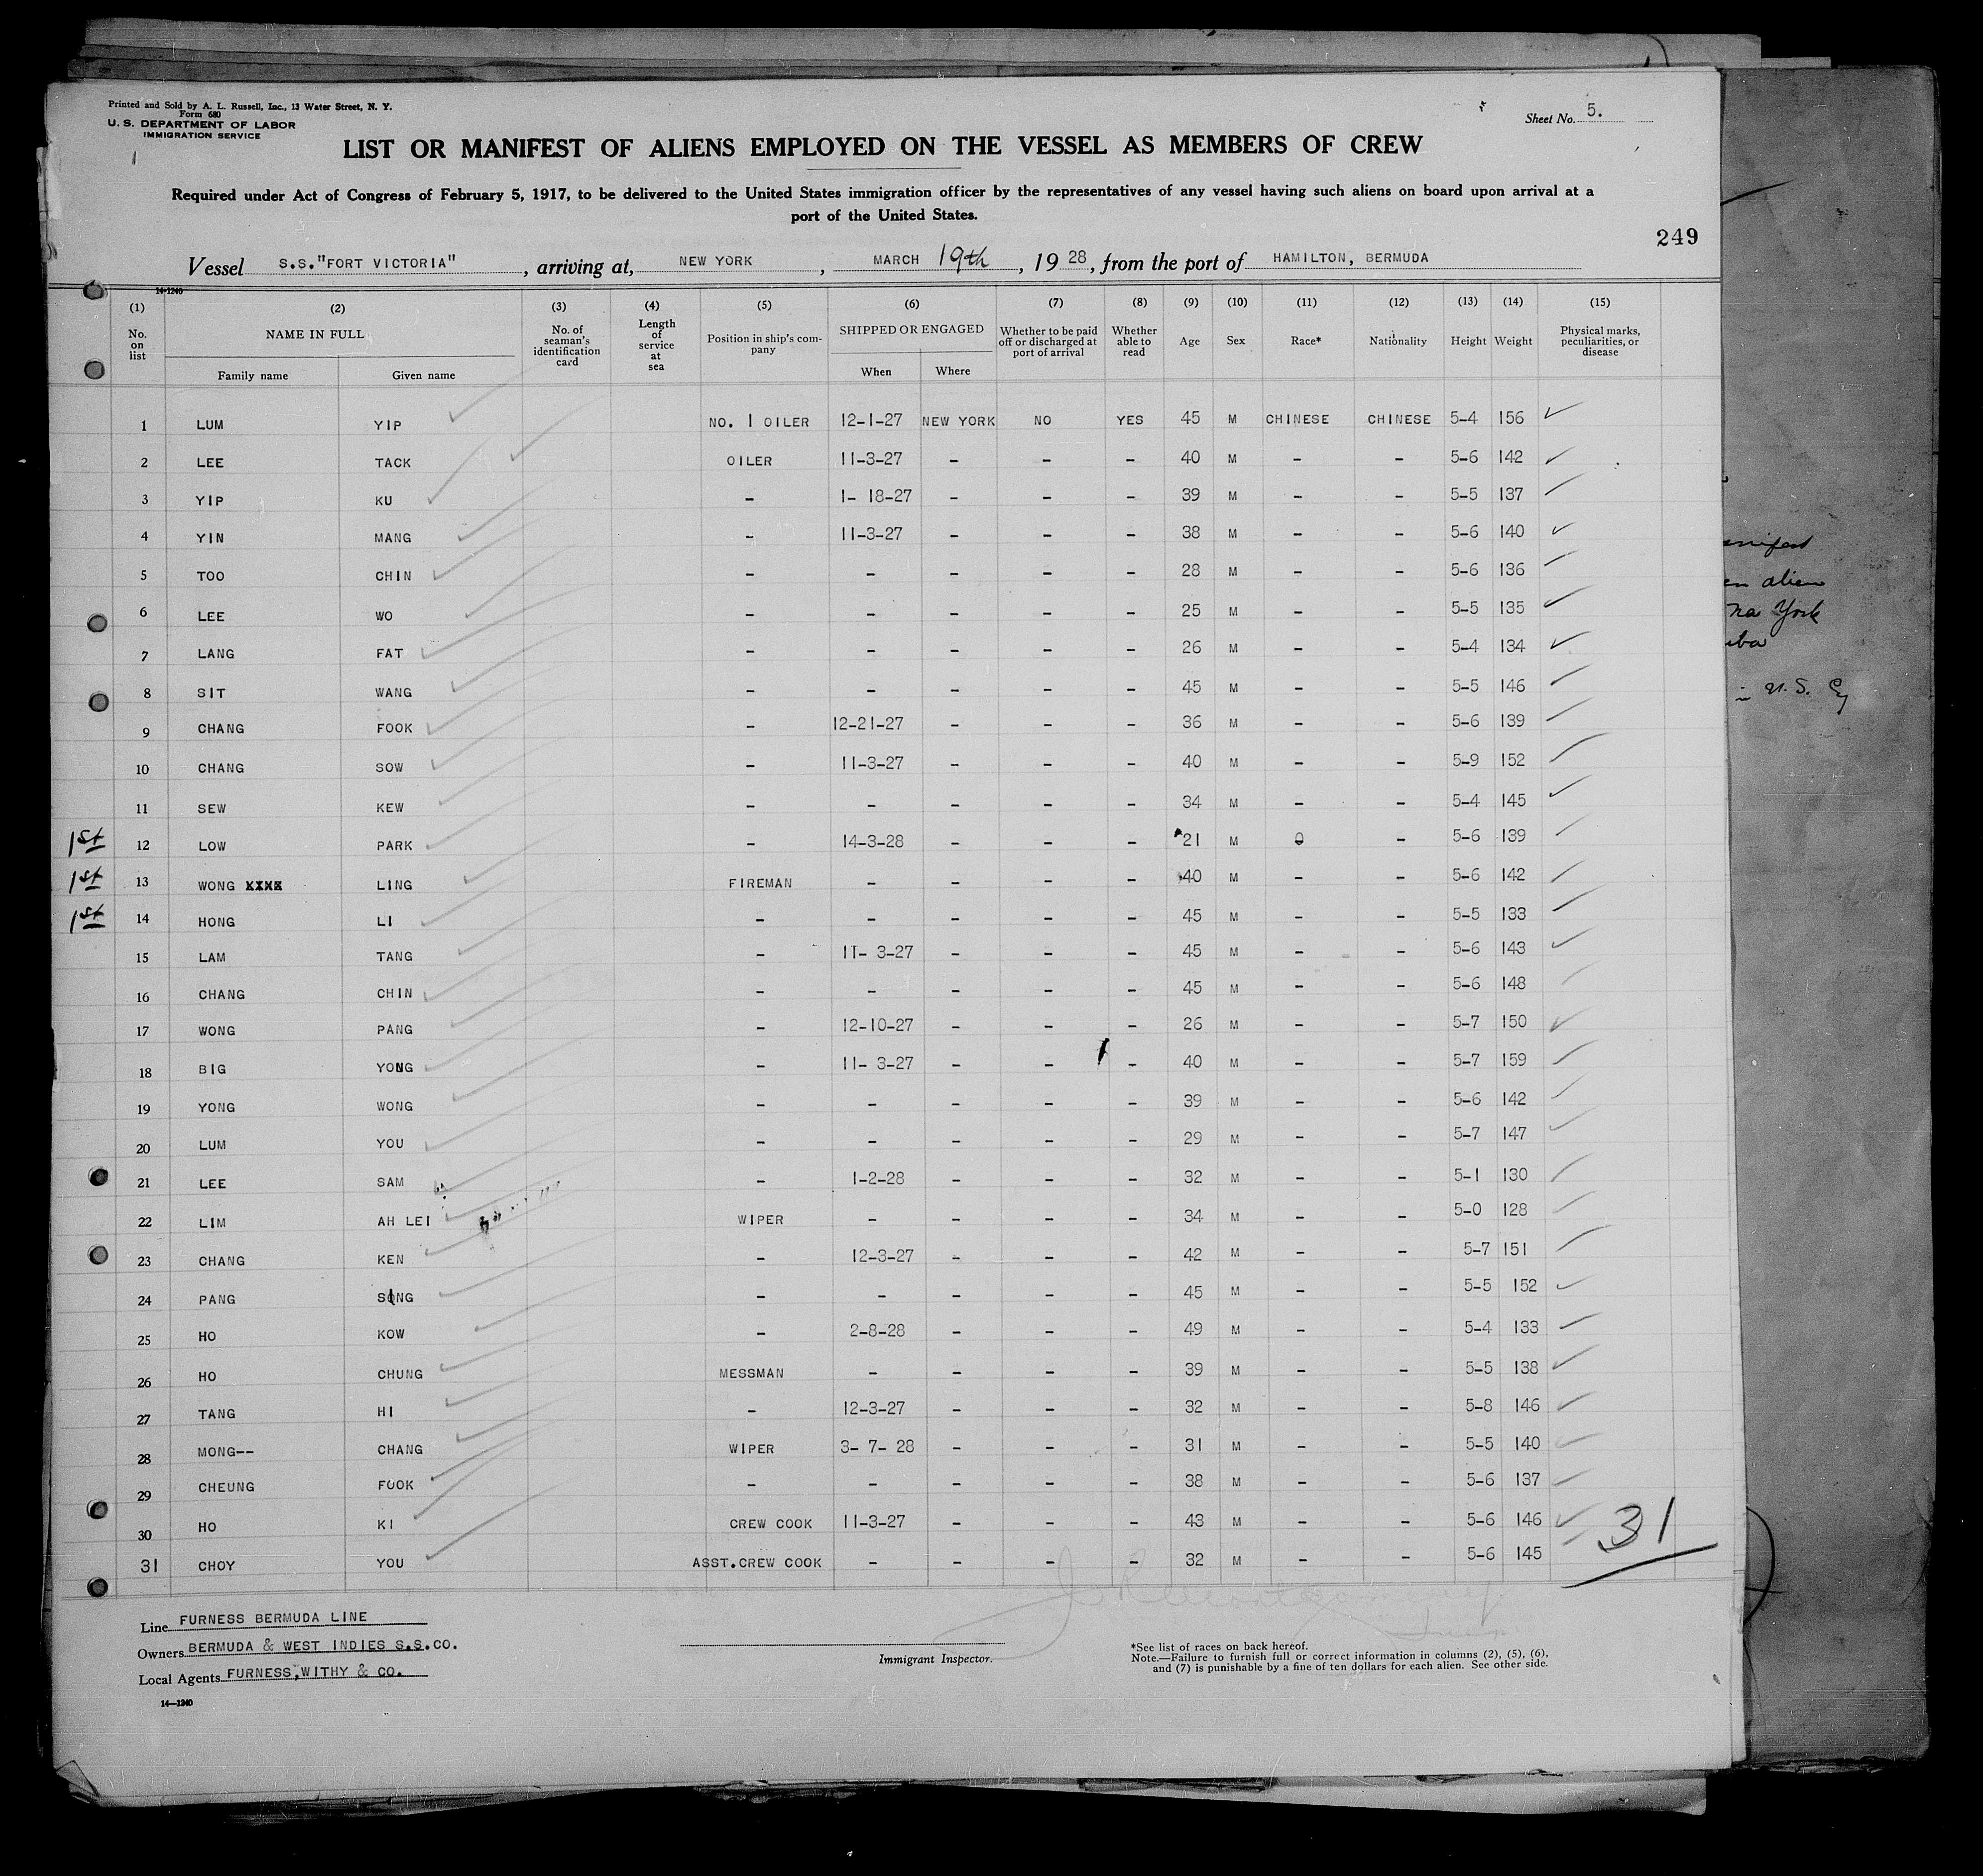 Printed and Sold by A. L. Russell, Inc., 13 Water Street, N. Y.
Form 680
U. S. DEPARTMENT OF LABOR
IMMIGRATION SERVICE
Sheet No. 5.
LIST OR MANIFEST OF ALIENS EMPLOYED ON THE VESSEL AS MEMBERS OF CREW
Required under Act of Congress of February 5, 1917, to be delivered to the United States immigration officer by the representatives of any vessel having such aliens on board upon arrival at a
port of the United States.
249
Vessel S.S."FORT VICTORIA", arriving at, NEW YORK, MARCH 19th, 1928, from the port of HAMILTON, BERMUDA
14-1240
(1) (2) (3) (4) (5) (6) (7) (8) (9) (10) (11) (12) (13) (14) (15)
No. on list
NAME IN FULL
Family name Given name
No. of seaman's identification card
Length of service at sea
Position in ship's company
SHIPPED OR ENGAGED
When Where
Whether to be paid off or discharged at port of arrival
Whether able to read
Age
Sex
Race*
Nationality
Height
Weight
Physical marks, peculiarities, or disease
1 LUM YIP NO. 1 OILER 12-1-27 NEW YORK NO YES 45 M CHINESE CHINESE 5-4 156
2 LEE TACK OILER 11-3-27 - - - 40 M - - 5-6 142
3 YIP KU - 1- 18-27 - - - 39 M - - 5-5 137
4 YIN MANG - 11-3-27 - - - 38 M - - 5-6 140
5 TOO CHIN - - - - - 28 M - - 5-6 136
6 LEE WO - - - - - 25 M - - 5-5 135
7 LANG FAT - - - - - 26 M - - 5-4 134
8 SIT WANG - - - - - 45 M - - 5-5 146
9 CHANG FOOK - 12-21-27 - - - 36 M - - 5-6 139
10 CHANG SOW - 11-3-27 - - - 40 M - - 5-9 152
11 SEW KEW - - - - - 34 M - - 5-4 145
1st 12 LOW PARK - 14-3-28 - - - 21 M - - 5-6 139
1st 13 WONG LING FIREMAN - - - - 40 M - - 5-6 142
1st 14 HONG LI - - - - - 45 M - - 5-5 133
15 LAM TANG - 11- 3-27 - - - 45 M - - 5-6 143
16 CHANG CHIN - - - - - 45 M - - 5-6 148
17 WONG PANG - 12-10-27 - - - 26 M - - 5-7 150
18 BIG YONG - 11- 3-27 - - - 40 M - - 5-7 159
19 YONG WONG - - - - - 39 M - - 5-6 142
20 LUM YOU - - - - - 29 M - - 5-7 147
21 LEE SAM - 1-2-28 - - - 32 M - - 5-1 130
22 LIM AH LEI WIPER - - - - 34 M - - 5-0 128
23 CHANG KEN - 12-3-27 - - - 42 M - - 5-7 151
24 PANG - - - - - 45 M - - 5-5 152
25 HO KOW - 2-8-28 - - - 49 M - - 5-4 133
26 HO CHUNG MESSMAN - - - - 39 M - - 5-5 138
27 TANG HI - 12-3-27 - - - 32 M - - 5-8 146
28 MONG-- CHANG WIPER 3- 7- 28 - - - 31 M - - 5-5 140
29 CHEUNG FOOK - - - - - 38 M - - 5-6 137
30 HO KI CREW COOK 11-3-27 - - - 43 M - - 5-6 146
31 CHOY YOU ASST.CREW COOK - - - - 32 M - - 5-6 145
31
Line FURNESS BERMUDA LINE
Owners BERMUDA & WEST INDIES S.S.CO.
Local Agents FURNESS,WITHY & CO.
14-1240
Immigrant Inspector.
*See list of races on back hereof.
Note.—Failure to furnish full or correct information in columns (2), (5), (6),
and (7) is punishable by a fine of ten dollars for each alien. See other side.
alien
York
in U.S.